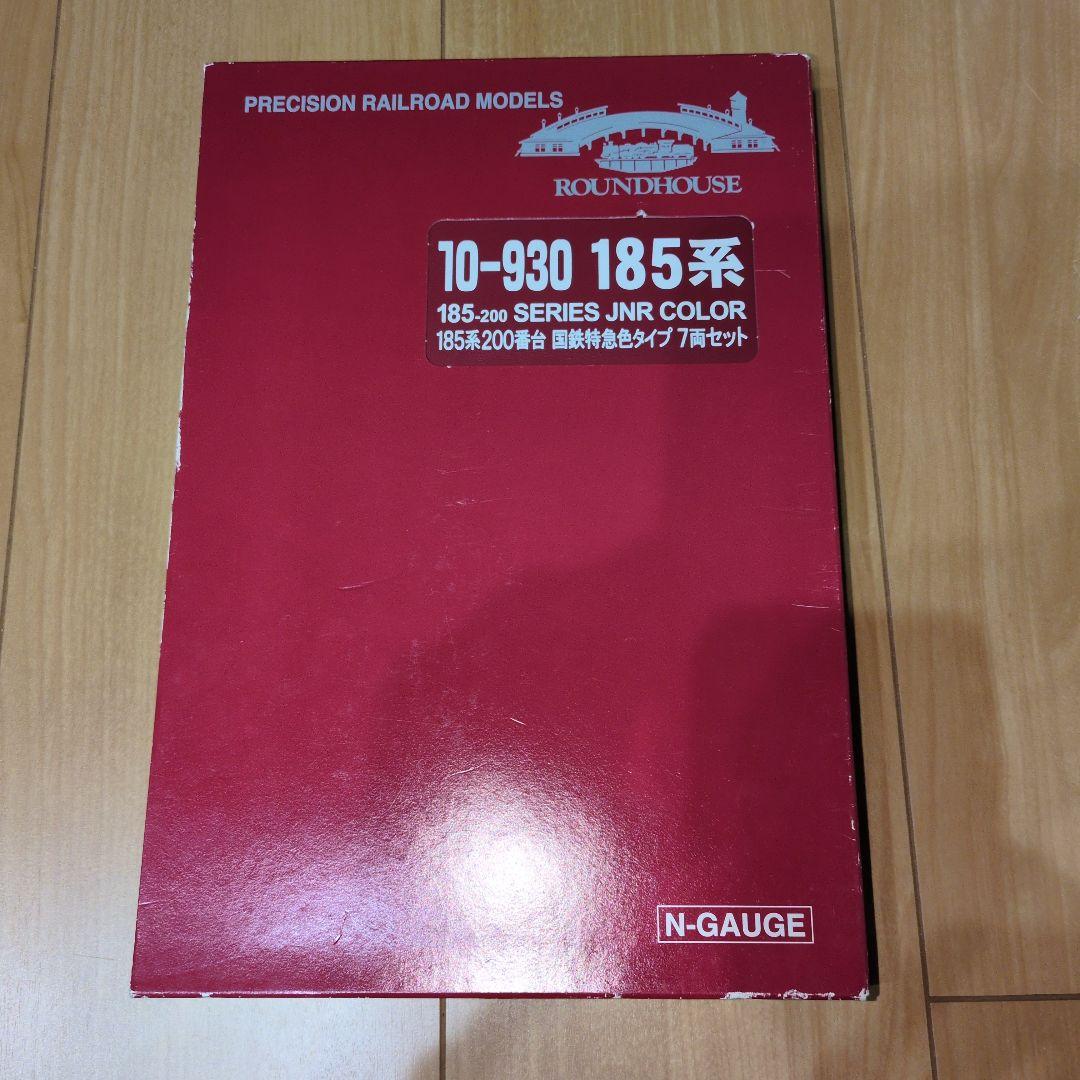 PRECISION RAILROAD MODELS
ROUNDHOUSE
10-930 185系
185-200 SERIES JNR COLOR
185系200番台 国鉄特急色タイプ 7両セット
N-GAUGE